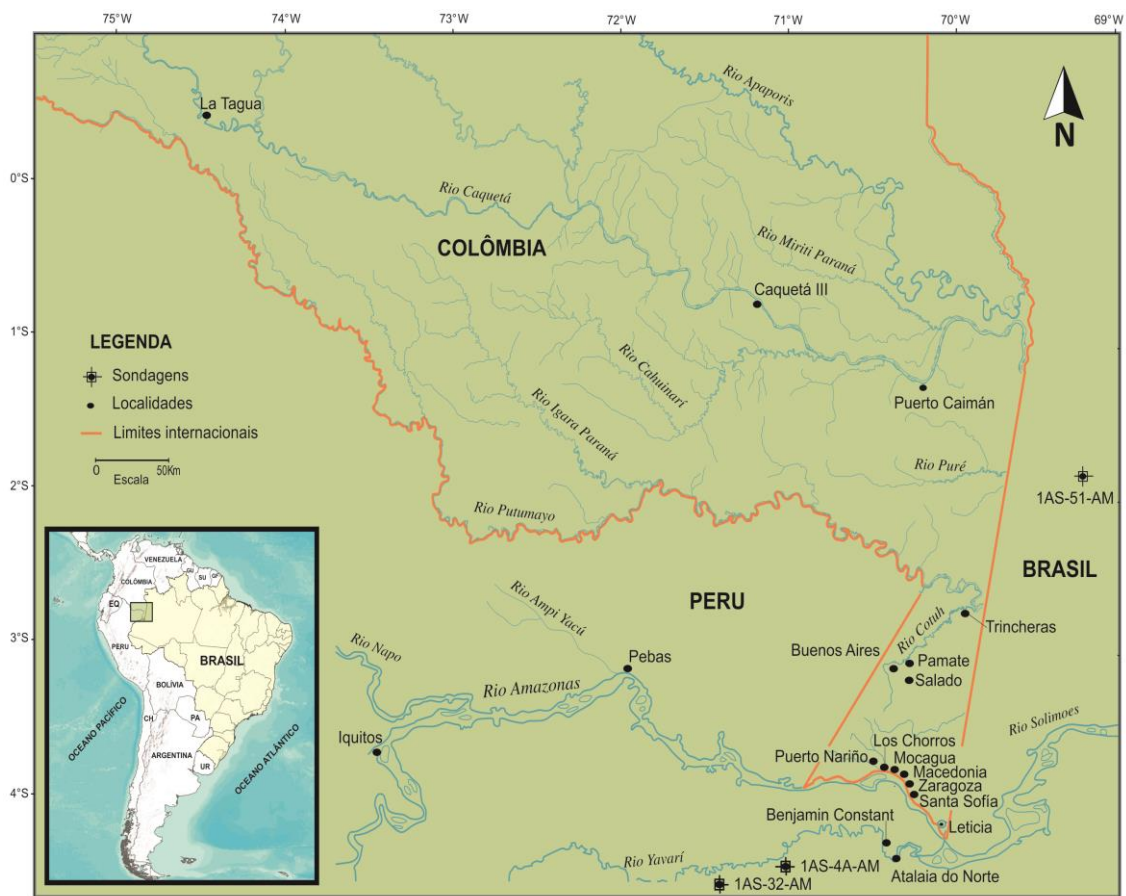 75°W
74°W
73°W
72°W
71°W
70°W
69°W
La Tagua
Rio Apaporis
N
0°S
Rio Caquetá
COLÔMBIA
Rio Miriti Paraná
Caquetá III
1°S
LEGENDA
Sondagens
Localidades
Limites internacionais
0 50Km
Escala
Rio Cahuinarí
Rio Igara Paraná
Puerto Caimán
Rio Puré
1AS-51-AM
2°S
Rio Putumayo
BRASIL
PERU
Rio Ampi Yacú
Rio Cotuh
Trincheras
3°S
Buenos Aires
Pamate
Salado
Rio Napo
Pebas
Rio Amazonas
Iquitos
Rio Solimoes
Puerto Nariño
Los Chorros
Mocagua
Macedonia
Zaragoza
Santa Sofía
4°S
Leticia
Benjamin Constant
Atalaia do Norte
Rio Yavarí
1AS-4A-AM
1AS-32-AM
VENEZUELA
GU
SU
GF
COLÔMBIA
EQ
PERU
BRASIL
BOLÍVIA
CH
PA
ARGENTINA
UR
OCEANO PACÍFICO
OCEANO ATLÂNTICO